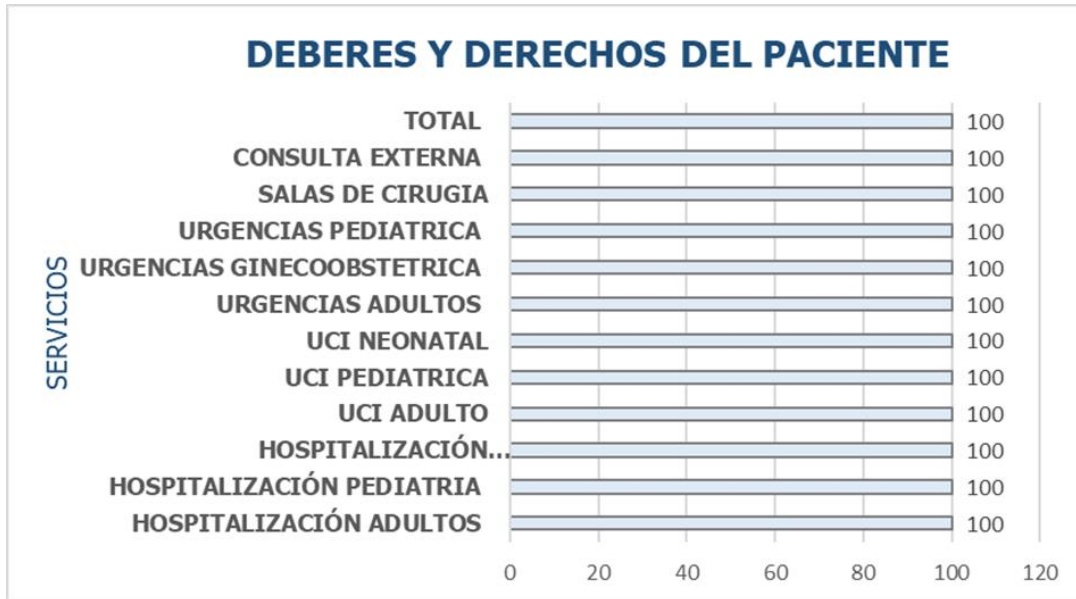 DEBERES Y DERECHOS DEL PACIENTE
SERVICIOS
TOTAL 100
CONSULTA EXTERNA 100
SALAS DE CIRUGIA 100
URGENCIAS PEDIATRICA 100
URGENCIAS GINECOOBSTETRICA 100
URGENCIAS ADULTOS 100
UCI NEONATAL 100
UCI PEDIATRICA 100
UCI ADULTO 100
HOSPITALIZACIÓN... 100
HOSPITALIZACIÓN PEDIATRIA 100
HOSPITALIZACIÓN ADULTOS 100
0 20 40 60 80 100 120